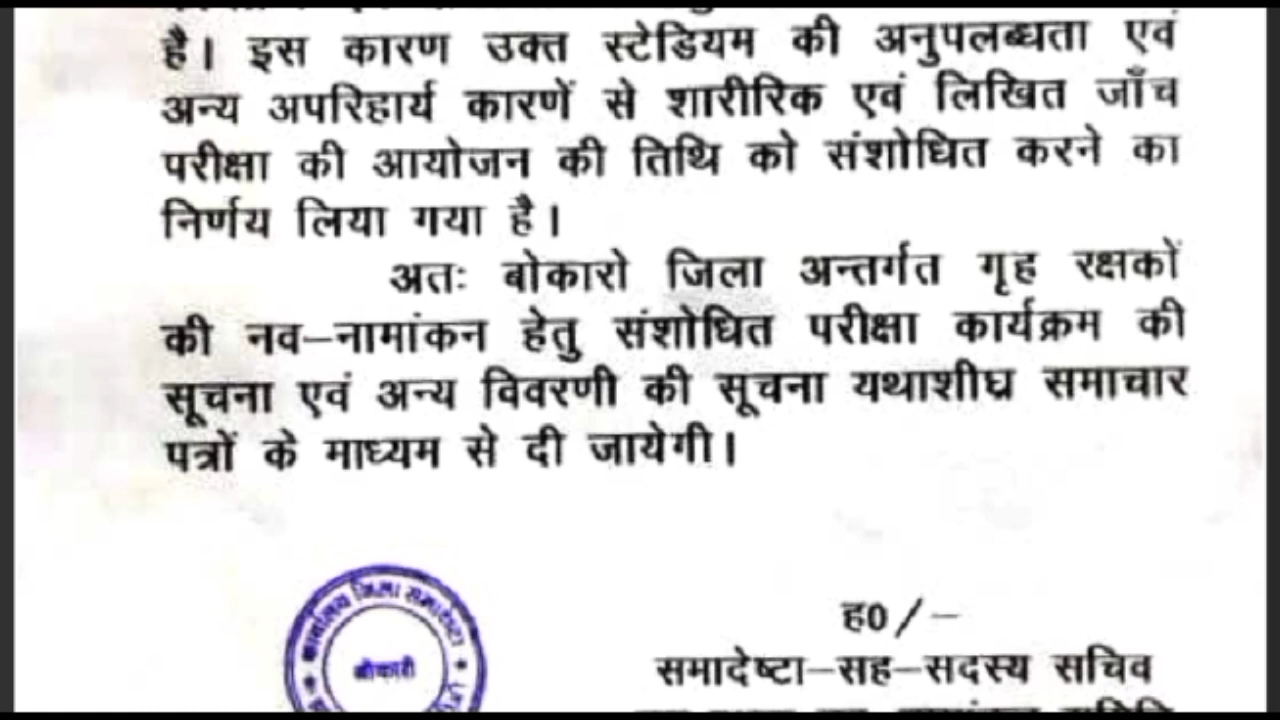 है। इस कारण उक्त स्टेडियम की अनुपलब्धता एवं
अन्य अपरिहार्य कारणें से शारीरिक एवं लिखित जाँच
परीक्षा की आयोजन की तिथि को संशोधित करने का
निर्णय लिया गया है।
अतः बोकारो जिला अन्तर्गत गृह रक्षकों
की नव–नामांकन हेतु संशोधित परीक्षा कार्यक्रम की
सूचना एवं अन्य विवरणी की सूचना यथाशीघ्र समाचार
पत्रों के माध्यम से दी जायेगी।
कार्यालय जिला समादेष्टा
बोकारो
ह0/–
समादेष्टा–सह–सदस्य सचिव